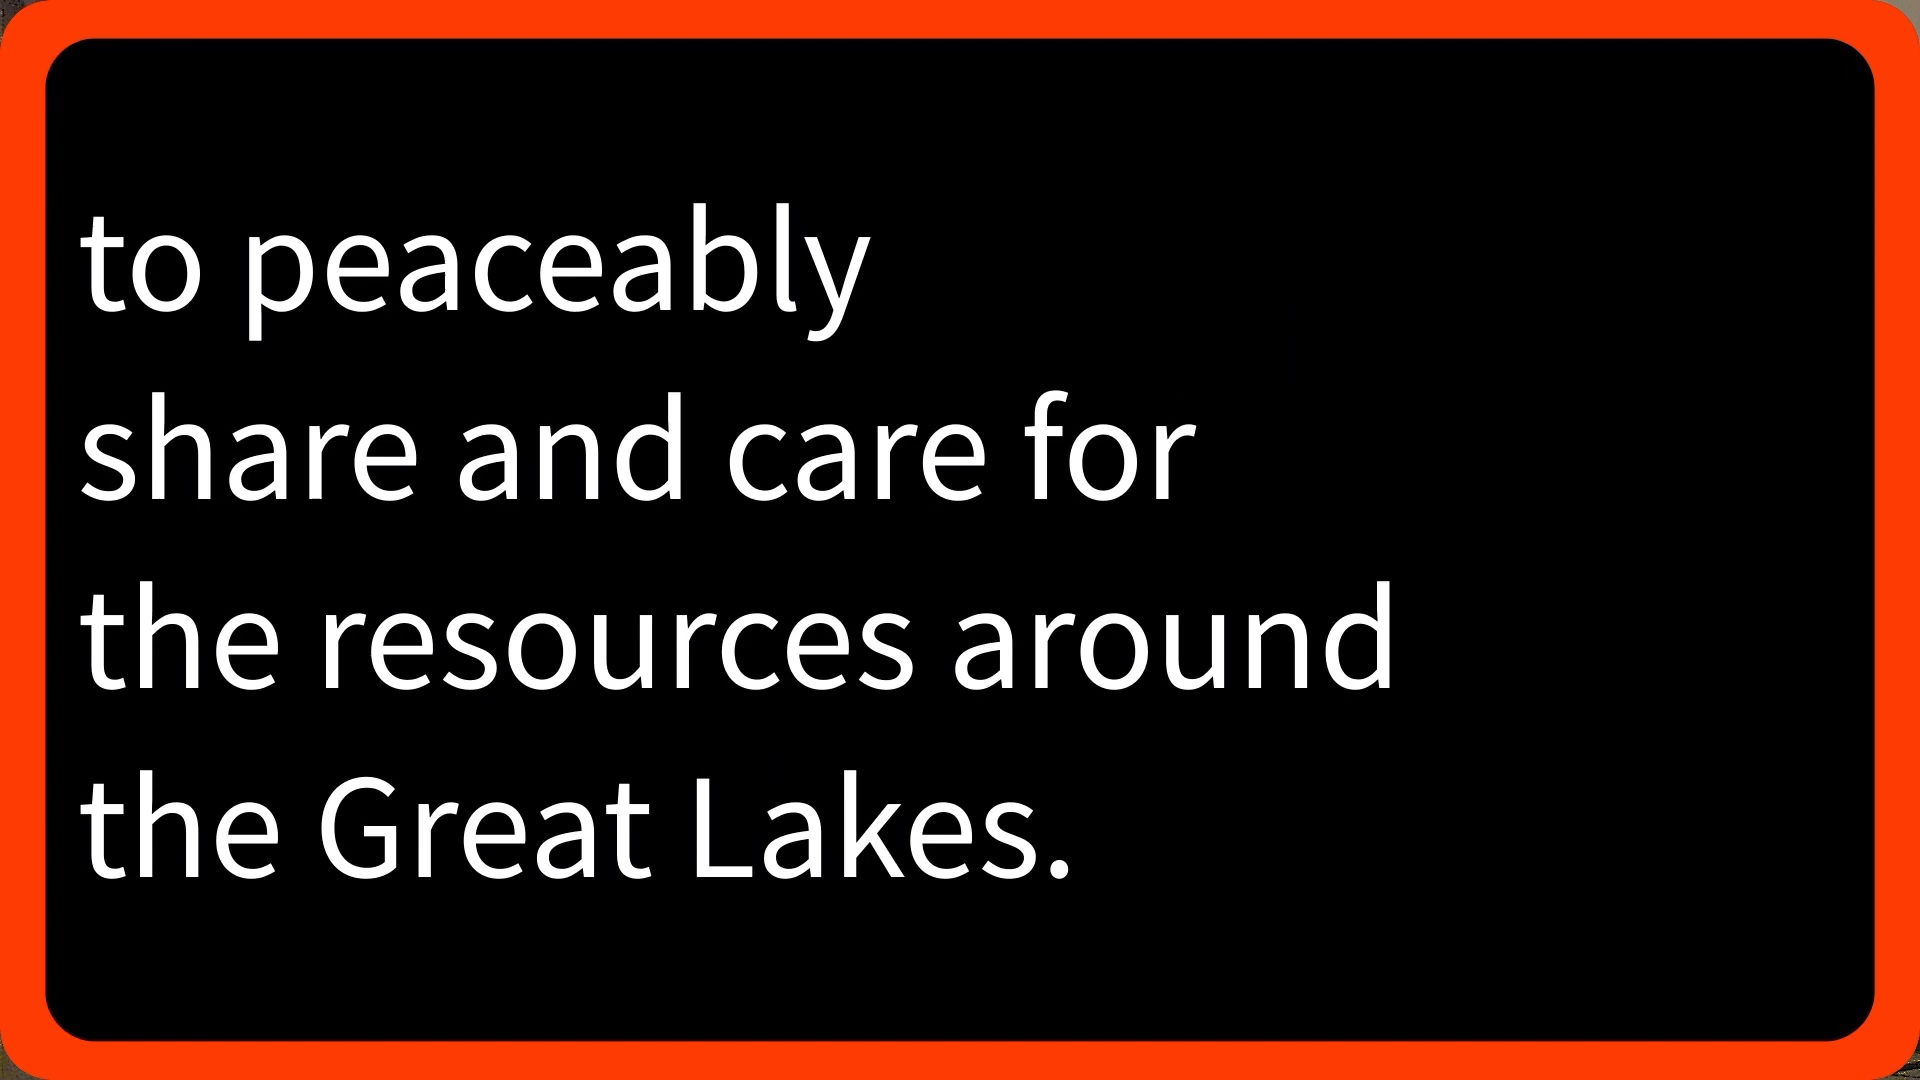 to peaceably
share and care for
the resources around
the Great Lakes.